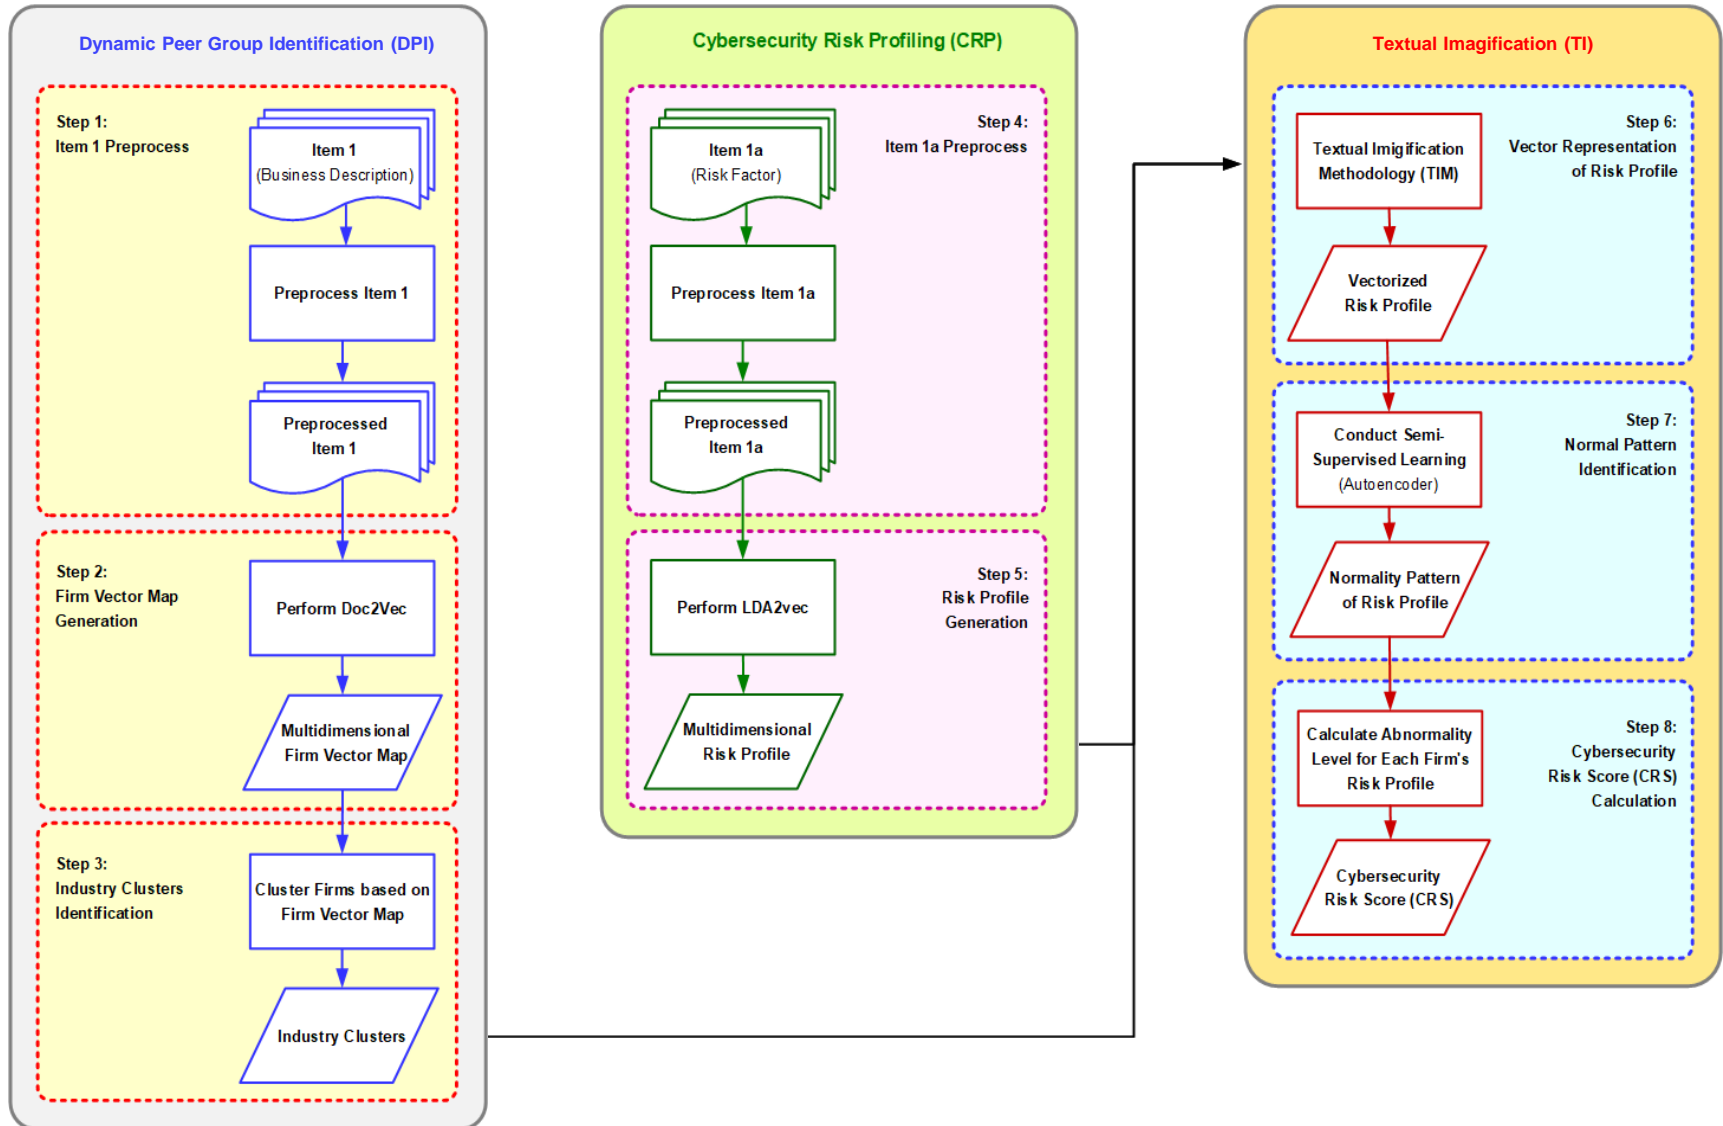 Dynamic Peer Group Identification (DPI)
Step 1:
Item 1 Preprocess
Item 1
(Business Description)
Preprocess Item 1
Preprocessed
Item 1
Step 2:
Firm Vector Map
Generation
Perform Doc2Vec
Multidimensional
Firm Vector Map
Step 3:
Industry Clusters
Identification
Cluster Firms based on
Firm Vector Map
Industry Clusters
Cybersecurity Risk Profiling (CRP)
Step 4:
Item 1a Preprocess
Item 1a
(Risk Factor)
Preprocess Item 1a
Preprocessed
Item 1a
Step 5:
Risk Profile
Generation
Perform LDA2vec
Multidimensional
Risk Profile
Textual Imagification (TI)
Step 6:
Vector Representation
of Risk Profile
Textual Imigification
Methodology (TIM)
Vectorized
Risk Profile
Step 7:
Normal Pattern
Identification
Conduct Semi-
Supervised Learning
(Autoencoder)
Normality Pattern
of Risk Profile
Step 8:
Cybersecurity
Risk Score (CRS)
Calculation
Calculate Abnormality
Level for Each Firm's
Risk Profile
Cybersecurity
Risk Score (CRS)